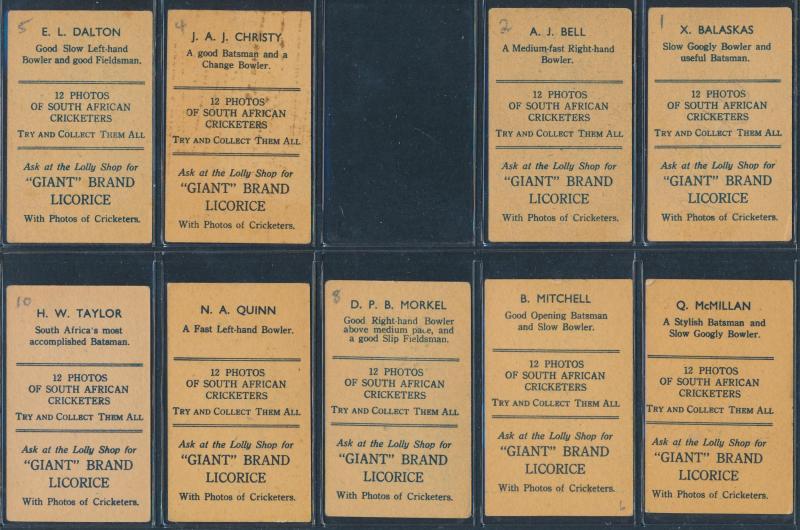 5
E. L. DALTON
Good Slow Left-hand
Bowler and good Fieldsman.
12 PHOTOS
OF SOUTH AFRICAN
CRICKETERS
TRY AND COLLECT THEM ALL
Ask at the Lolly Shop for
"GIANT" BRAND
LICORICE
With Photos of Cricketers.
4
J. A. J. CHRISTY
A good Batsman and a
Change Bowler.
12 PHOTOS
OF SOUTH AFRICAN
CRICKETERS
TRY AND COLLECT THEM ALL
Ask at the Lolly Shop for
"GIANT" BRAND
LICORICE
With Photos of Cricketers.
2
A. J. BELL
A Medium-fast Right-hand
Bowler.
12 PHOTOS
OF SOUTH AFRICAN
CRICKETERS
TRY AND COLLECT THEM ALL
Ask at the Lolly Shop for
"GIANT" BRAND
LICORICE
With Photos of Cricketers.
1
X. BALASKAS
Slow Googly Bowler and
useful Batsman.
12 PHOTOS
OF SOUTH AFRICAN
CRICKETERS
TRY AND COLLECT THEM ALL
Ask at the Lolly Shop for
"GIANT" BRAND
LICORICE
With Photos of Cricketers.
10
H. W. TAYLOR
South Africa's most
accomplished Batsman.
12 PHOTOS
OF SOUTH AFRICAN
CRICKETERS
TRY AND COLLECT THEM ALL
Ask at the Lolly Shop for
"GIANT" BRAND
LICORICE
With Photos of Cricketers.
N. A. QUINN
A Fast Left-hand Bowler.
12 PHOTOS
OF SOUTH AFRICAN
CRICKETERS
TRY AND COLLECT THEM ALL
Ask at the Lolly Shop for
"GIANT" BRAND
LICORICE
With Photos of Cricketers.
8
D. P. B. MORKEL
Good Right-hand Bowler
above medium pace, and
a good Slip Fieldsman.
12 PHOTOS
OF SOUTH AFRICAN
CRICKETERS
TRY AND COLLECT THEM ALL
Ask at the Lolly Shop for
"GIANT" BRAND
LICORICE
With Photos of Cricketers.
B. MITCHELL
Good Opening Batsman
and Slow Bowler.
12 PHOTOS
OF SOUTH AFRICAN
CRICKETERS
TRY AND COLLECT THEM ALL
Ask at the Lolly Shop for
"GIANT" BRAND
LICORICE
With Photos of Cricketers.
6
Q. McMILLAN
A Stylish Batsman and
Slow Googly Bowler.
12 PHOTOS
OF SOUTH AFRICAN
CRICKETERS
TRY AND COLLECT THEM ALL
Ask at the Lolly Shop for
"GIANT" BRAND
LICORICE
With Photos of Cricketers.